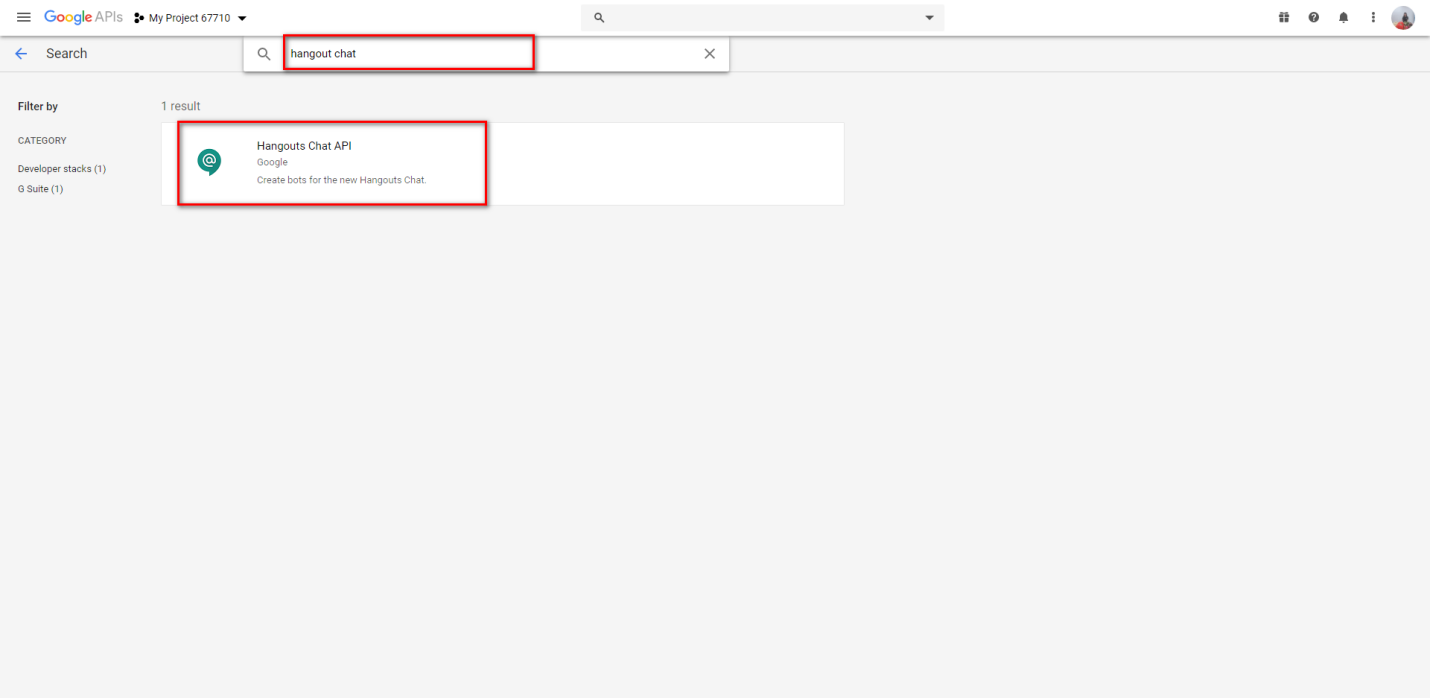 Google APIs My Project 67710
Search
hangout chat
Filter by
1 result
CATEGORY
Developer stacks (1)
G Suite (1)
Hangouts Chat API
Google
Create bots for the new Hangouts Chat.